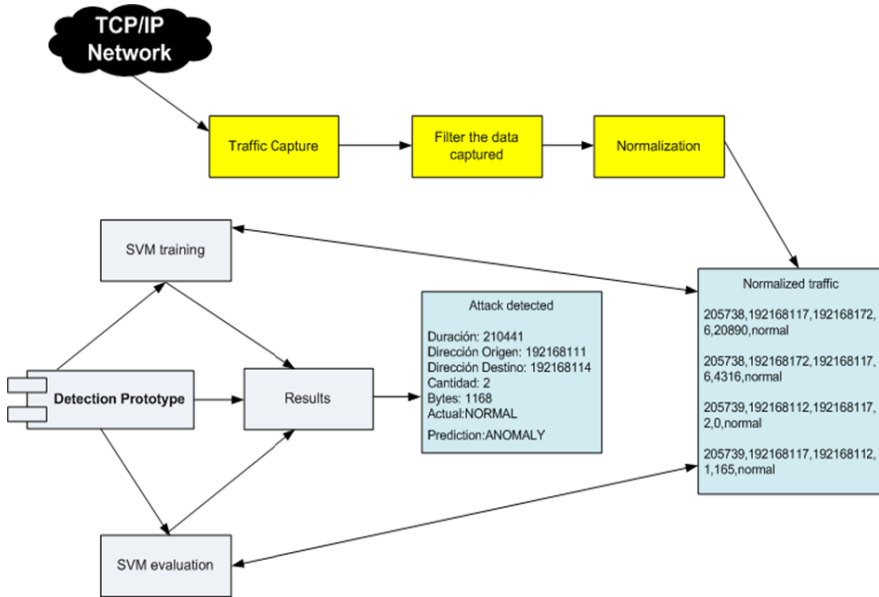 TCP/IP
Network
Traffic Capture
Filter the data
captured
Normalization
SVM training
Normalized traffic
205738,192168117,192168172,
6,20890,normal
205738,192168172,192168117,
6,4316,normal
205739,192168112,192168117,
2,0,normal
205739,192168117,192168112,
1,165,normal
Attack detected
Duración: 210441
Dirección Origen: 192168111
Dirección Destino: 192168114
Cantidad: 2
Bytes: 1168
Actual:NORMAL
Prediction:ANOMALY
Detection Prototype
Results
SVM evaluation